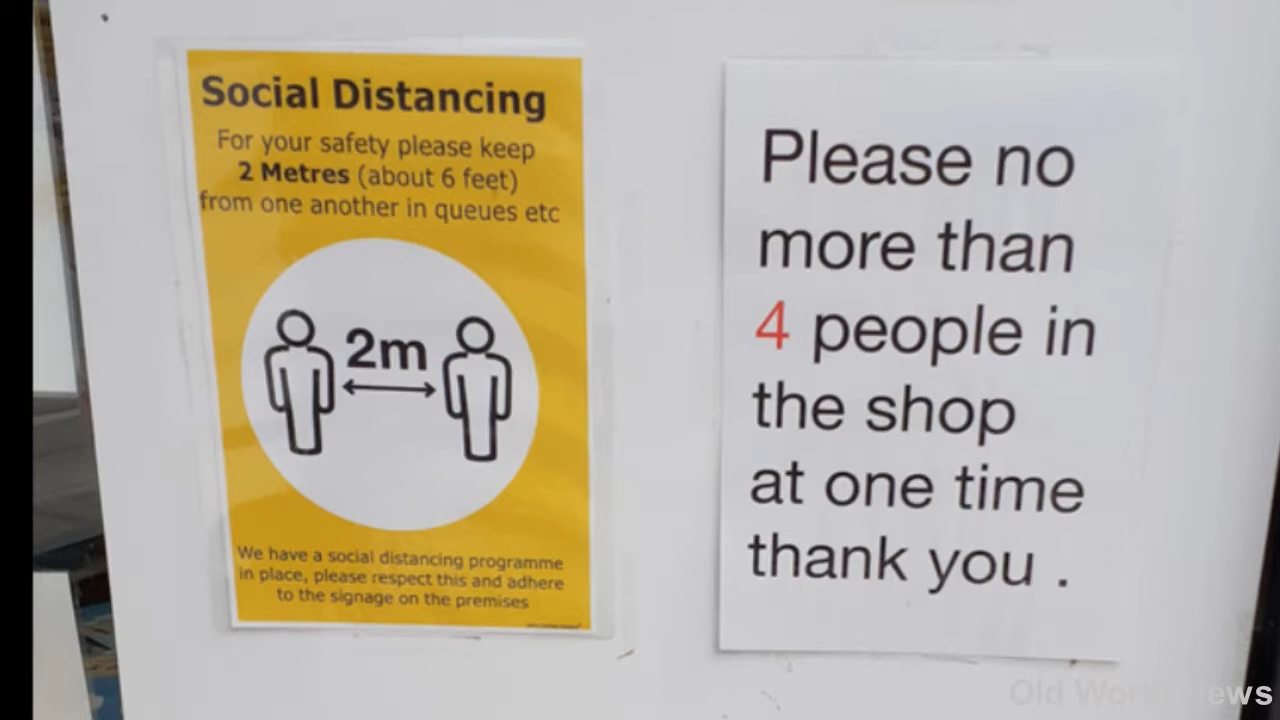 Social Distancing
For your safety please keep
2 Metres (about 6 feet)
from one another in queues etc
2m
We have a social distancing programme
in place, please respect this and adhere
to the signage on the premises
Please no
more than
4 people in
the shop
at one time
thank you .
Old